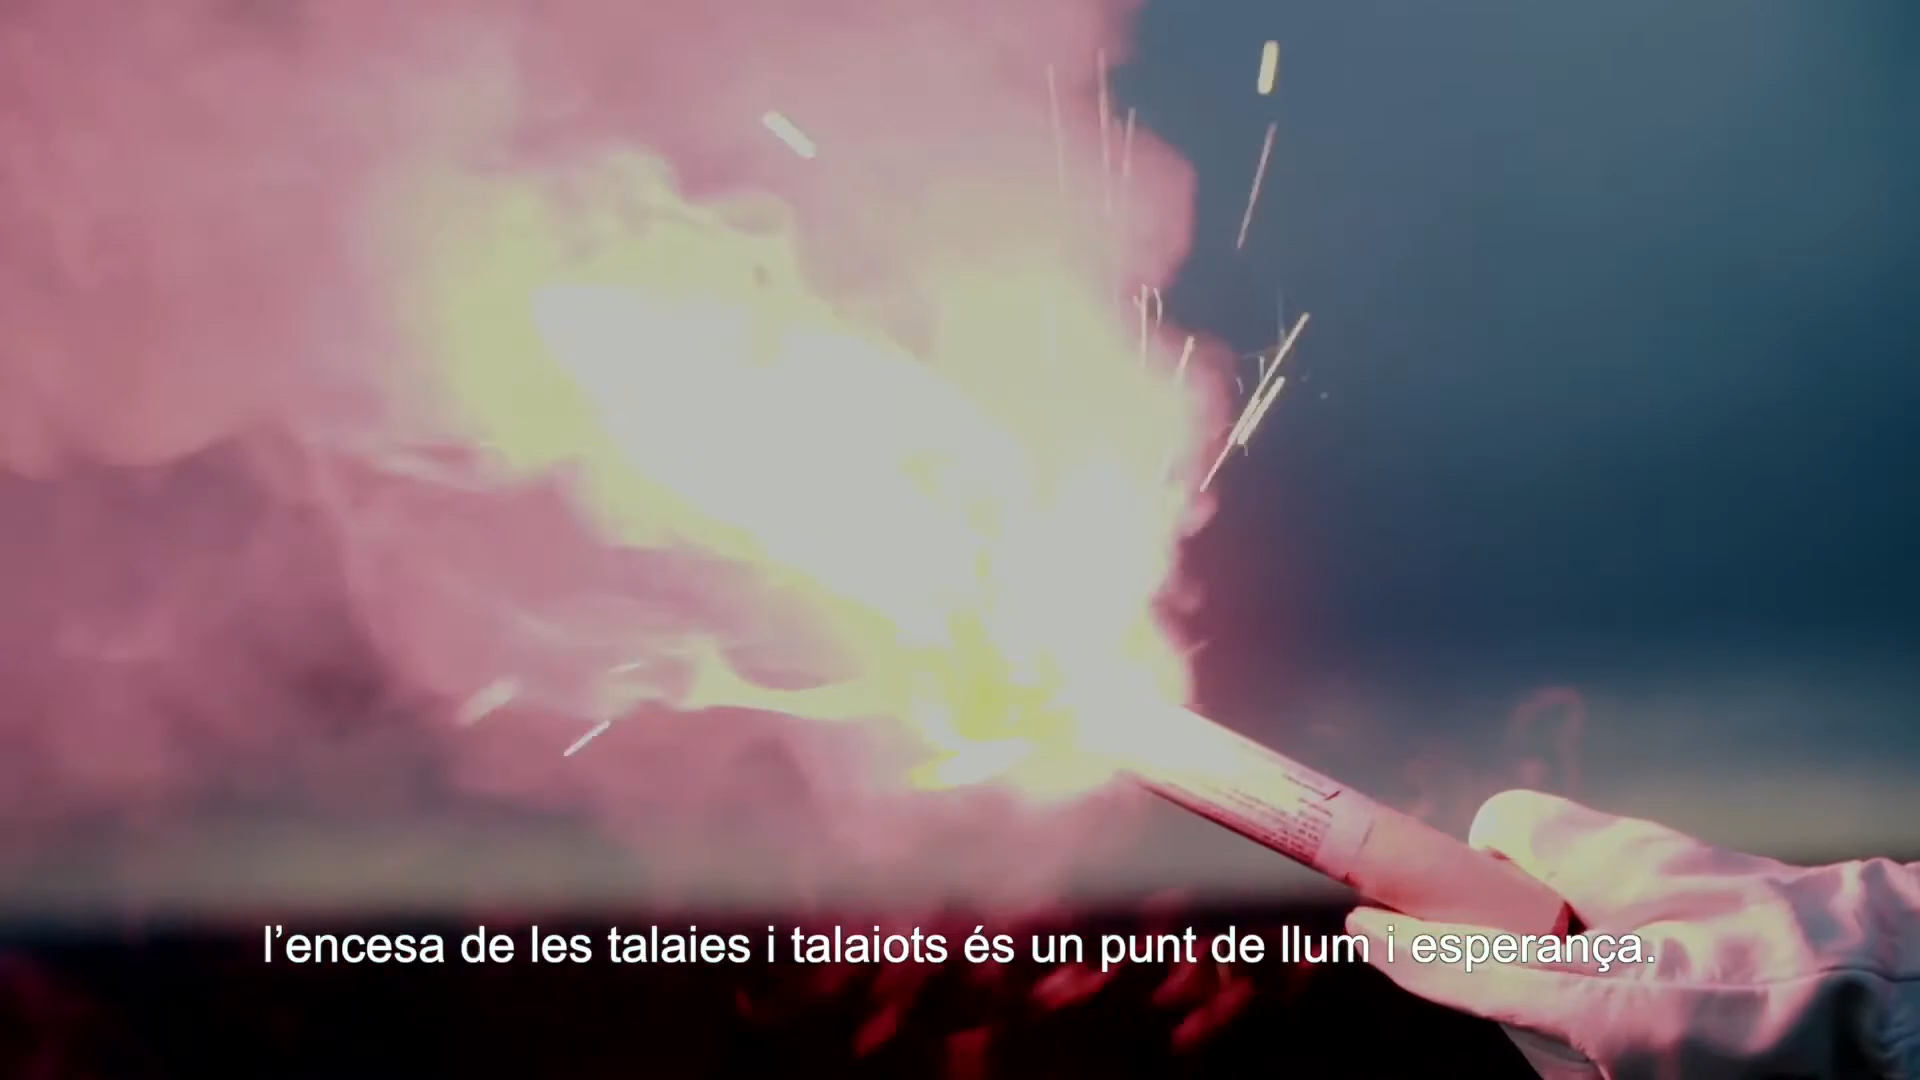 l’encesa de les talaies i talaiots és un punt de llum i esperança.